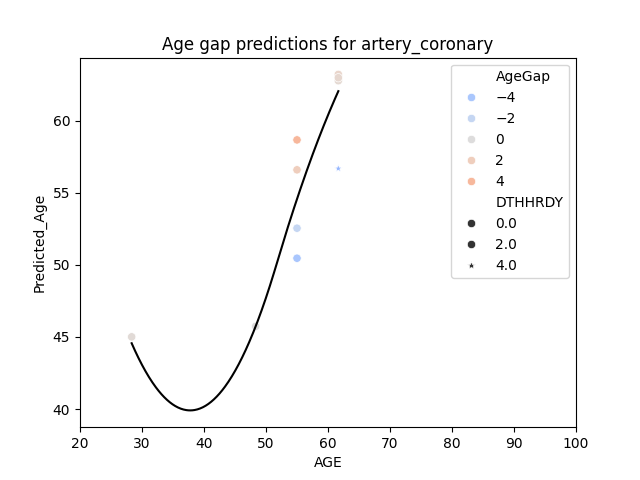 Age gap predictions for artery_coronary
AgeGap
−4
−2
0
2
4
DTHHRDY
0.0
2.0
4.0
60
55
50
45
40
Predicted_Age
20 30 40 50 60 70 80 90 100
AGE